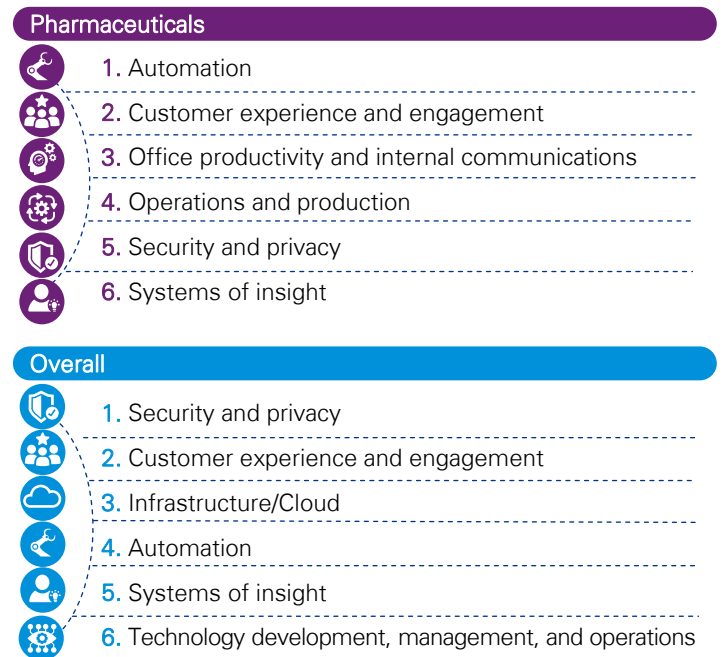 Pharmaceuticals
1. Automation
2. Customer experience and engagement
3. Office productivity and internal communications
4. Operations and production
5. Security and privacy
6. Systems of insight
Overall
1. Security and privacy
2. Customer experience and engagement
3. Infrastructure/Cloud
4. Automation
5. Systems of insight
6. Technology development, management, and operations